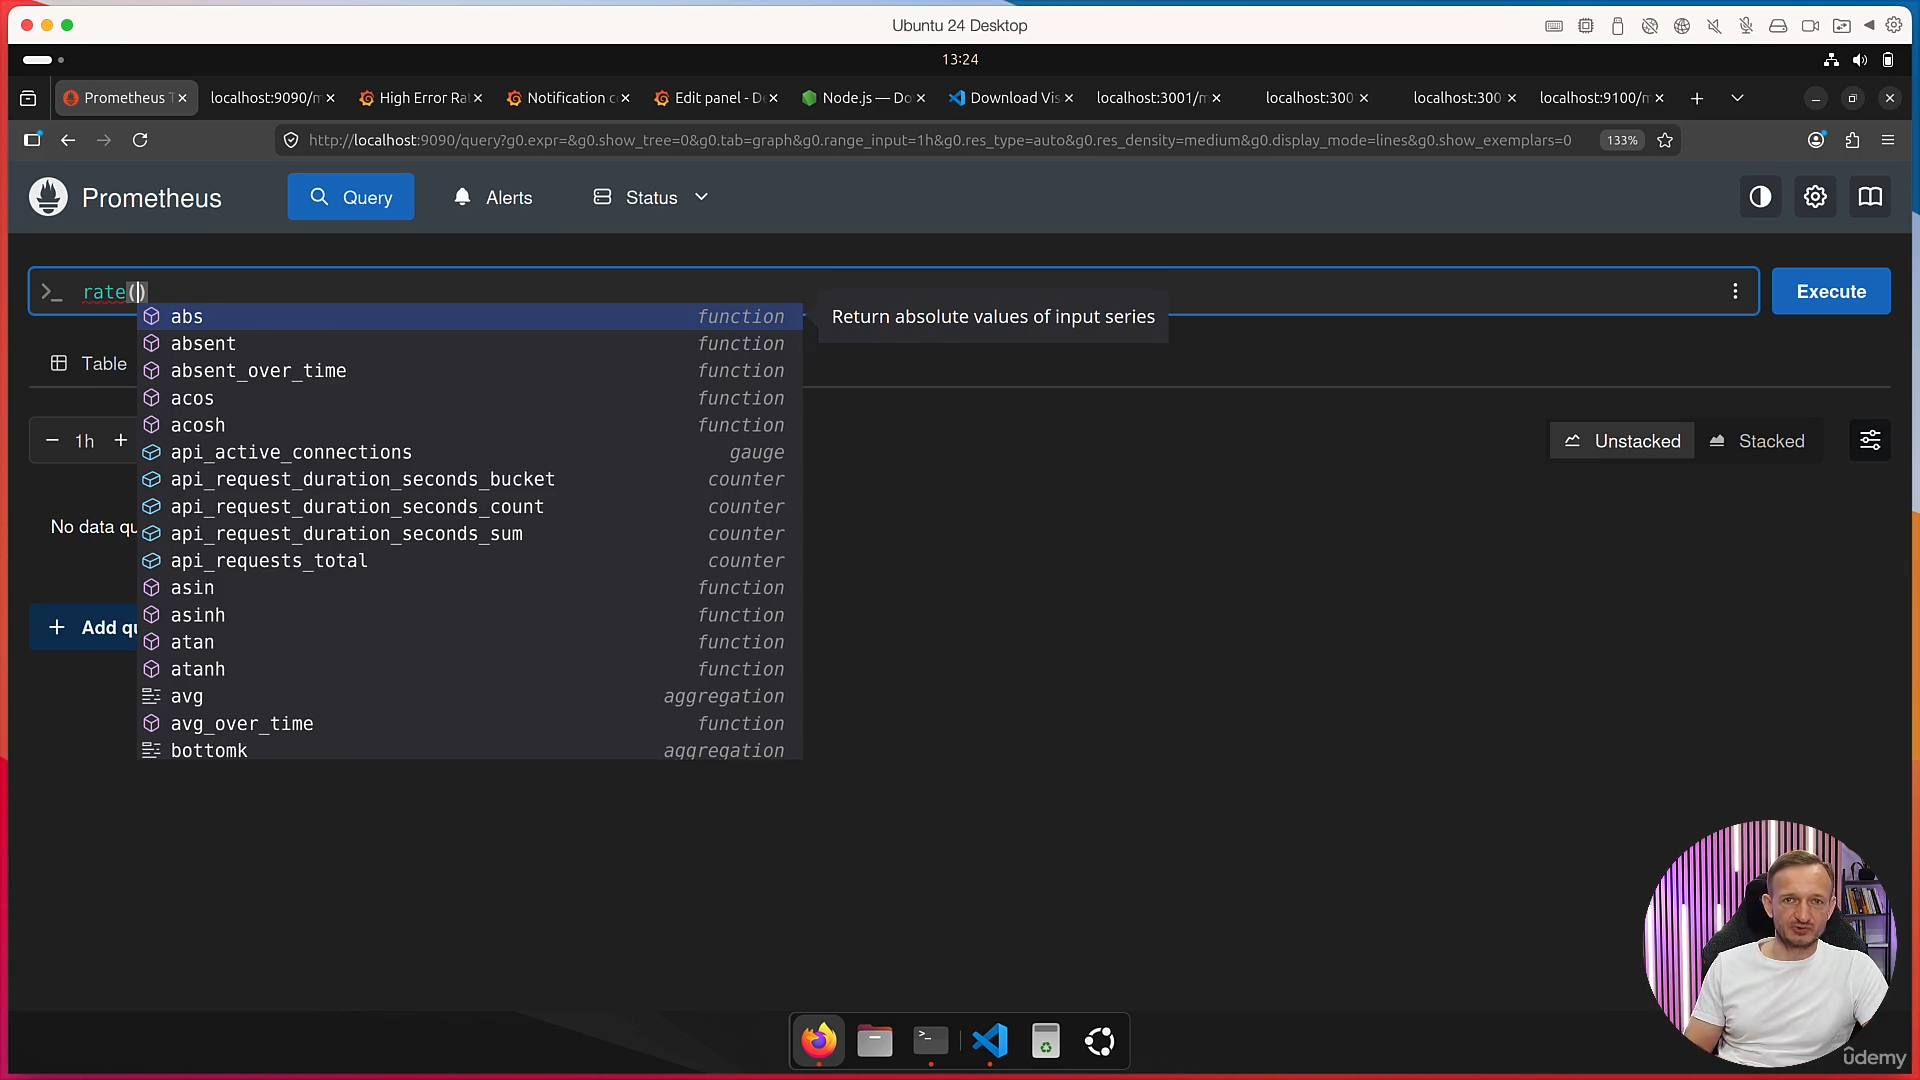 Ubuntu 24 Desktop
13:24
Prometheus T
localhost:9090/m
High Error Ra
Notification c
Edit panel - De
Node.js — Do
Download Vis
localhost:3001/m
localhost:300
localhost:300
localhost:9100/m
http://localhost:9090/query?g0.expr=&g0.show_tree=0&g0.tab=graph&g0.range_input=1h&g0.res_type=auto&g0.res_density=medium&g0.display_mode=lines&g0.show_exemplars=0
133%
Prometheus
Query
Alerts
Status
>_ rate()
Execute
abs function
Return absolute values of input series
absent function
Table
absent_over_time function
acos function
acosh function
1h
Unstacked
Stacked
api_active_connections gauge
api_request_duration_seconds_bucket counter
api_request_duration_seconds_count counter
No data qu
api_request_duration_seconds_sum counter
api_requests_total counter
asin function
asinh function
Add qu
atan function
atanh function
avg aggregation
avg_over_time function
bottomk aggregation
udemy